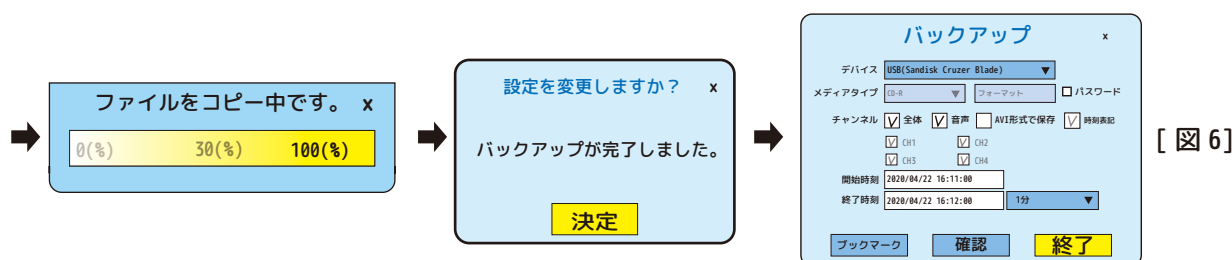 ファイルをコピー中です。 x
0(%) 30(%) 100(%)
設定を変更しますか? x
バックアップが完了しました。
決定
バックアップ x
デバイス USB(Sandisk Cruzer Blade) ▼
メディアタイプ CD-R ▼ フォーマット パスワード
チャンネル V 全体 V 音声 AVI形式で保存 V 時刻表記
V CH1 V CH2
V CH3 V CH4
開始時刻 2020/04/22 16:11:00
終了時刻 2020/04/22 16:12:00 1分 ▼
ブックマーク 確認 終了
[ 図 6]